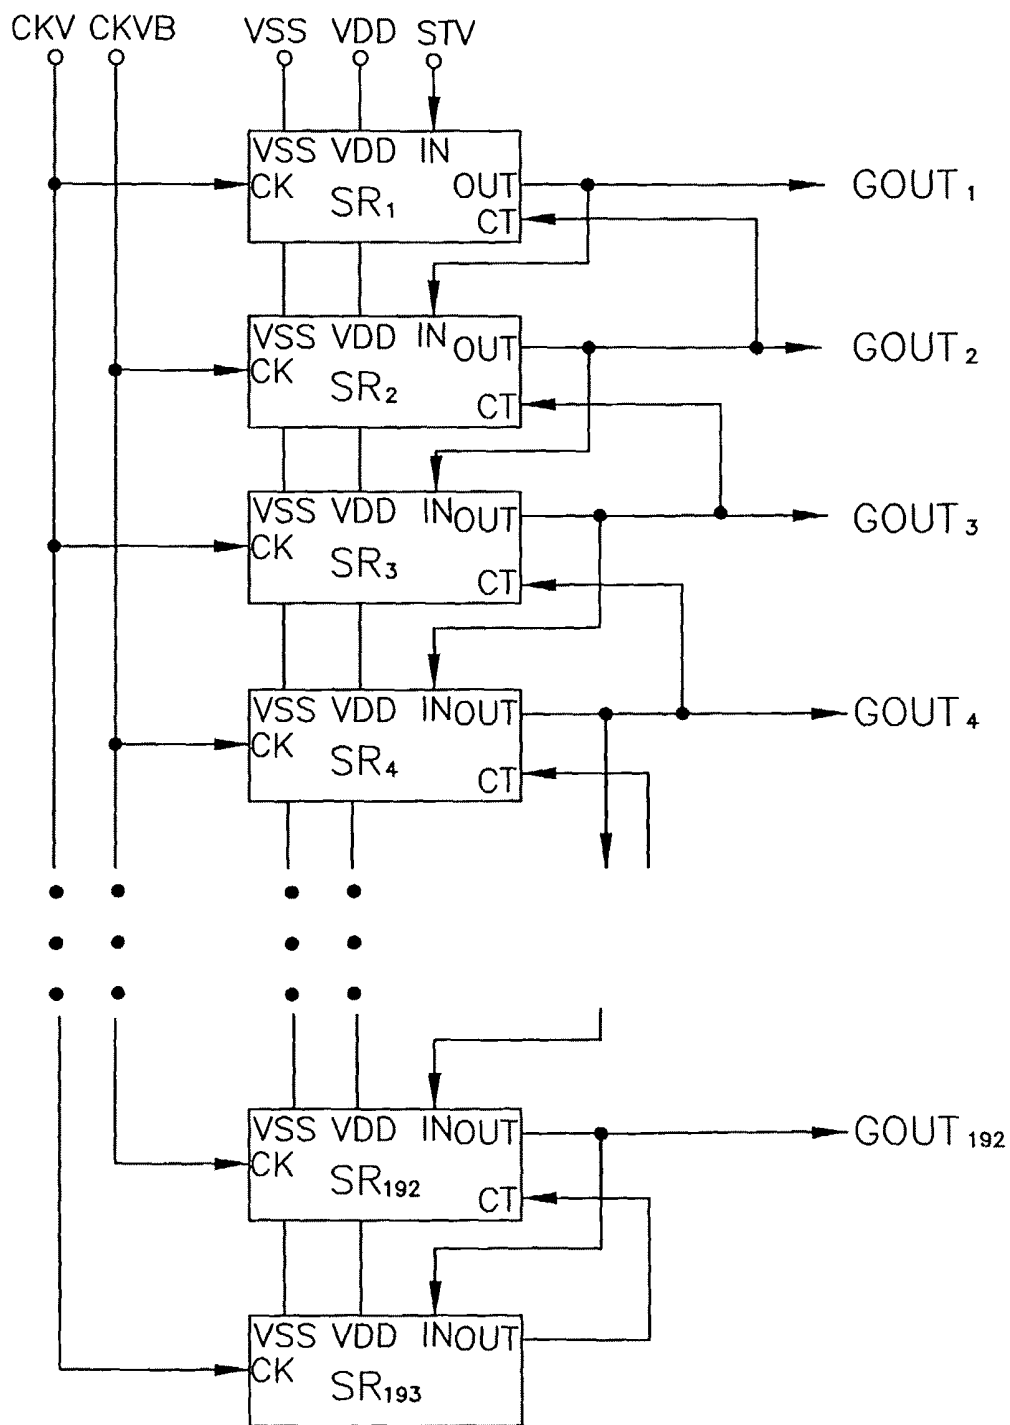 CKV CKVB VSS VDD STV
VSS VDD IN
CK SR1 OUT GOUT1
CT
VSS VDD IN OUT GOUT2
CK SR2
CT
VSS VDD IN OUT GOUT3
CK SR3
CT
VSS VDD IN OUT GOUT4
CK SR4
CT
VSS VDD IN OUT GOUT192
CK SR192
CT
VSS VDD IN OUT
CK SR193